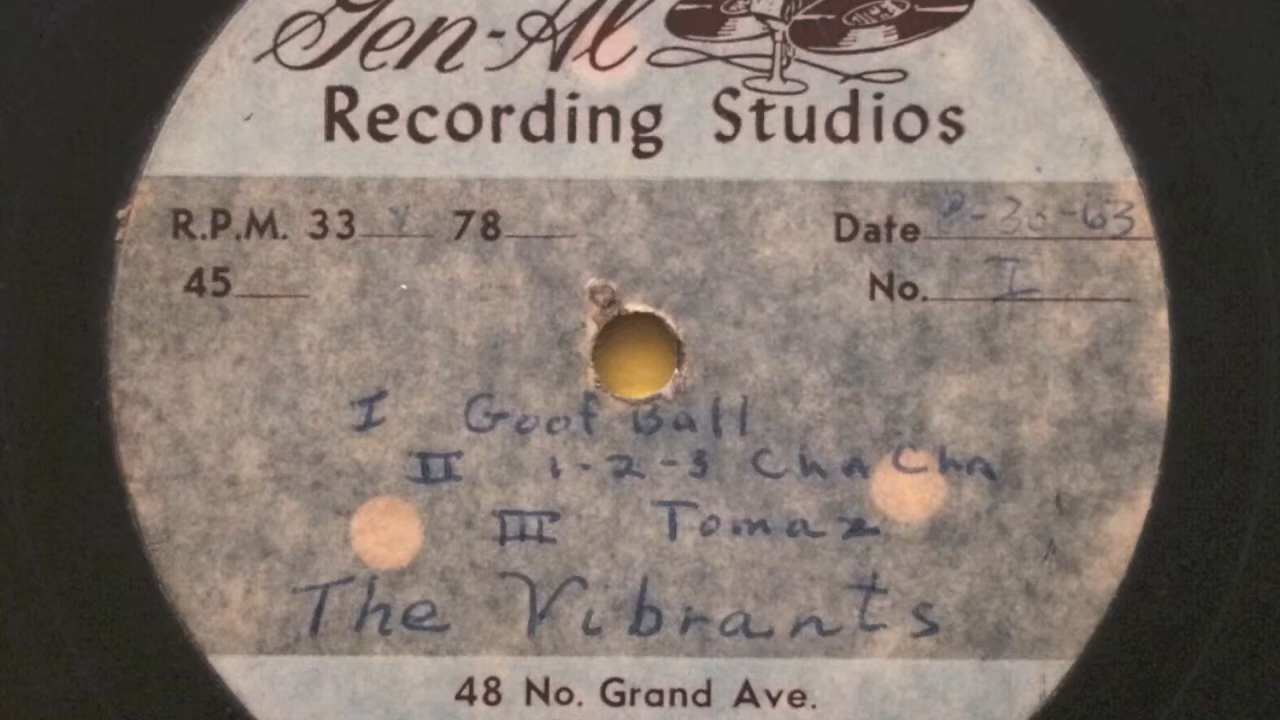 Gen-Al
Recording Studios
R.P.M. 33 78
Date -30-63
45
No. I
I Goof Ball
II 1-2-3 Cha Cha
III Tomaz
The Vibrants
48 No. Grand Ave.